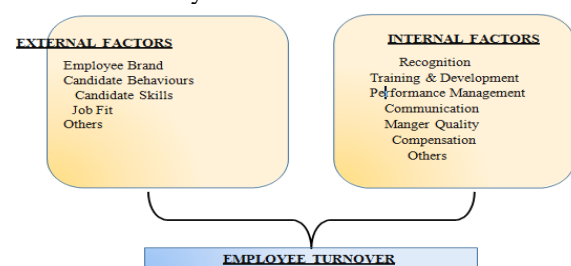 EXTERNAL FACTORS
Employee Brand
Candidate Behaviours
Candidate Skills
Job Fit
Others
INTERNAL FACTORS
Recognition
Training & Development
Performance Management
Communication
Manger Quality
Compensation
Others
EMPLOYEE TURNOVER